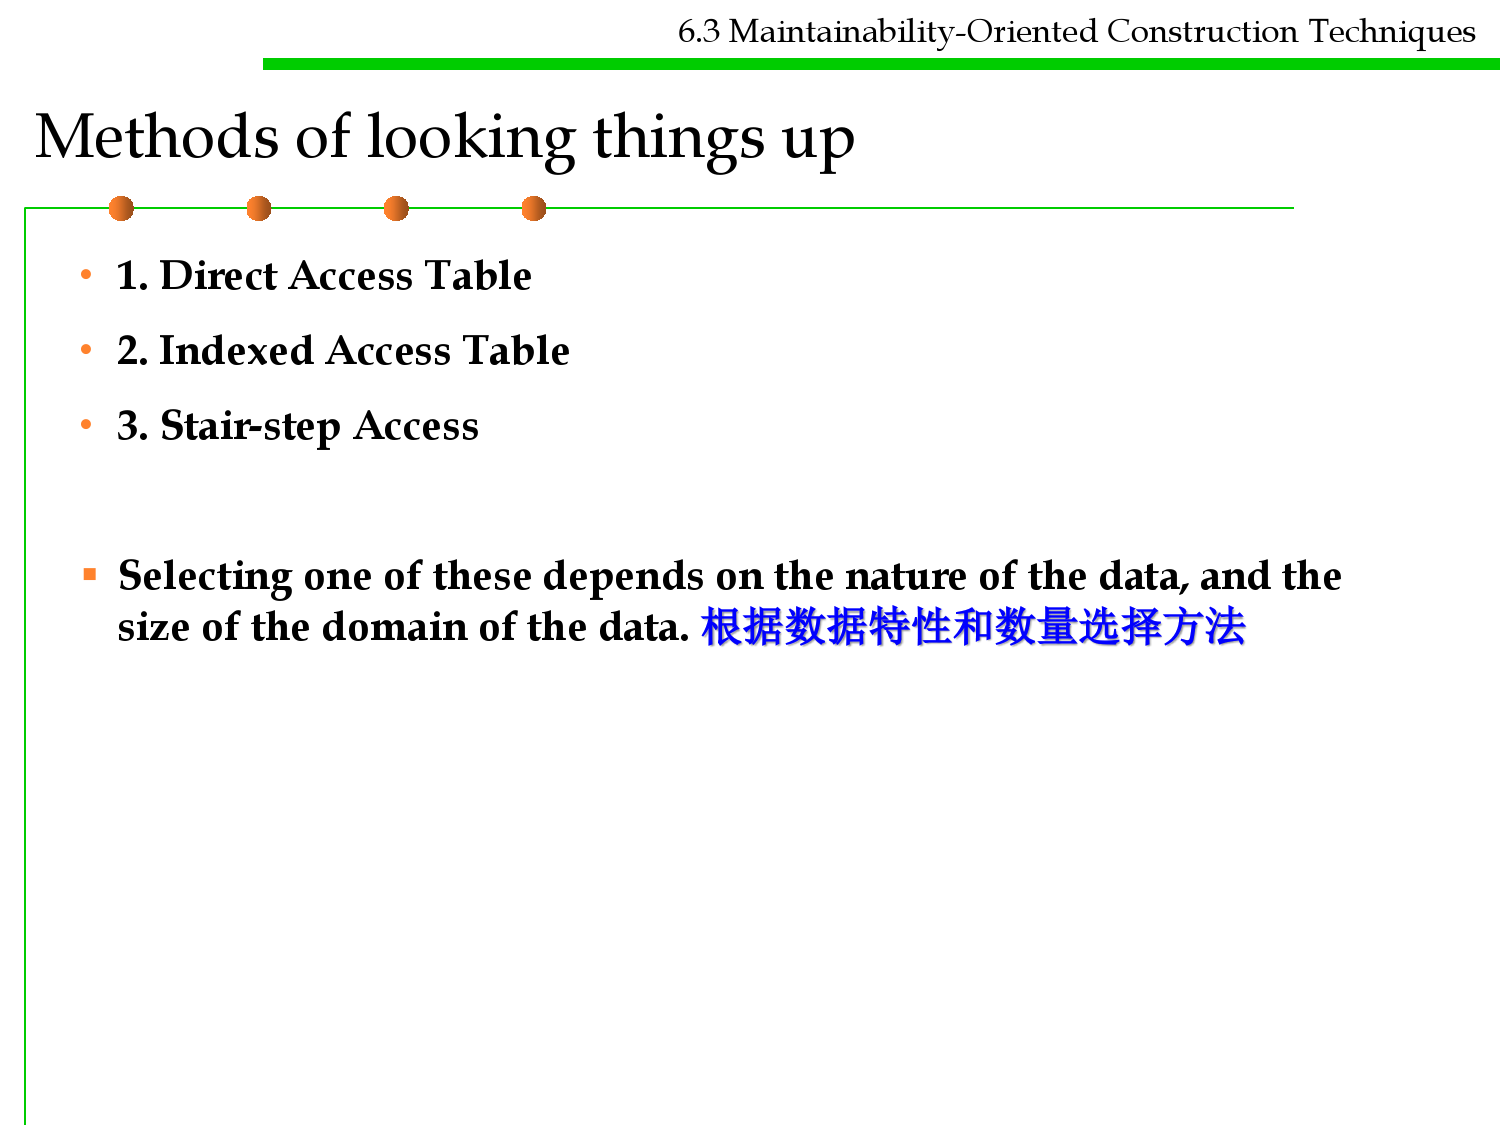 6.3 Maintainability-Oriented Construction Techniques
Methods of looking things up
• 1. Direct Access Table
• 2. Indexed Access Table
• 3. Stair-step Access
▪ Selecting one of these depends on the nature of the data, and the
size of the domain of the data. 根据数据特性和数量选择方法